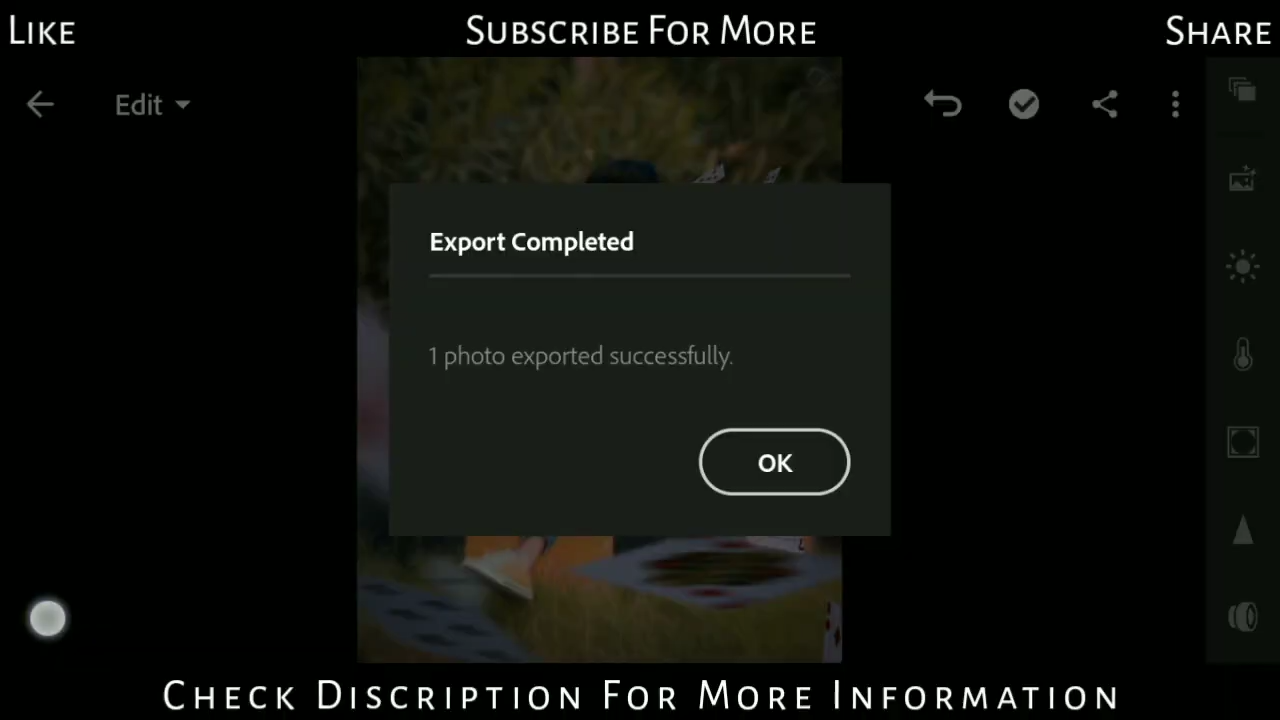 LIKE SUBSCRIBE FOR MORE SHARE
Edit
Export Completed
1 photo exported successfully.
OK
CHECK DISCRIPTION FOR MORE INFORMATION